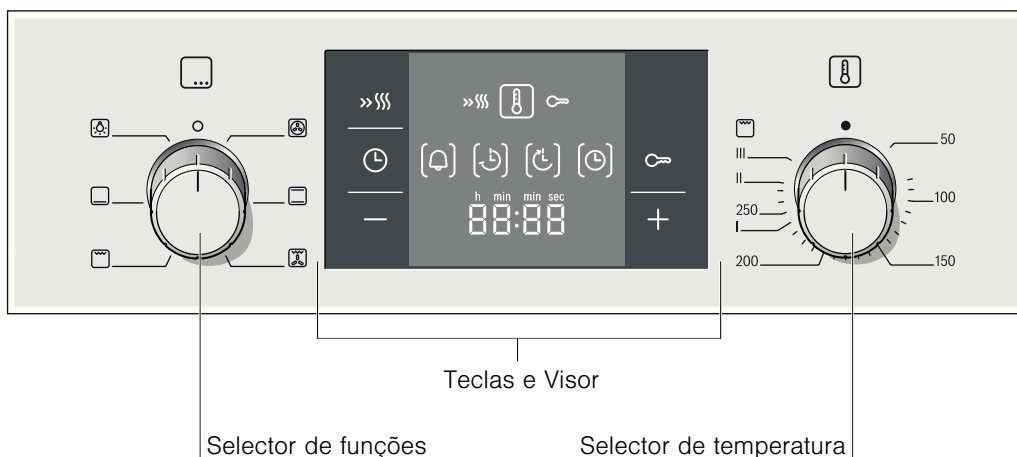 h min min sec
88:88
III
II
250
I
200
50
100
150
Teclas e Visor
Selector de funções
Selector de temperatura